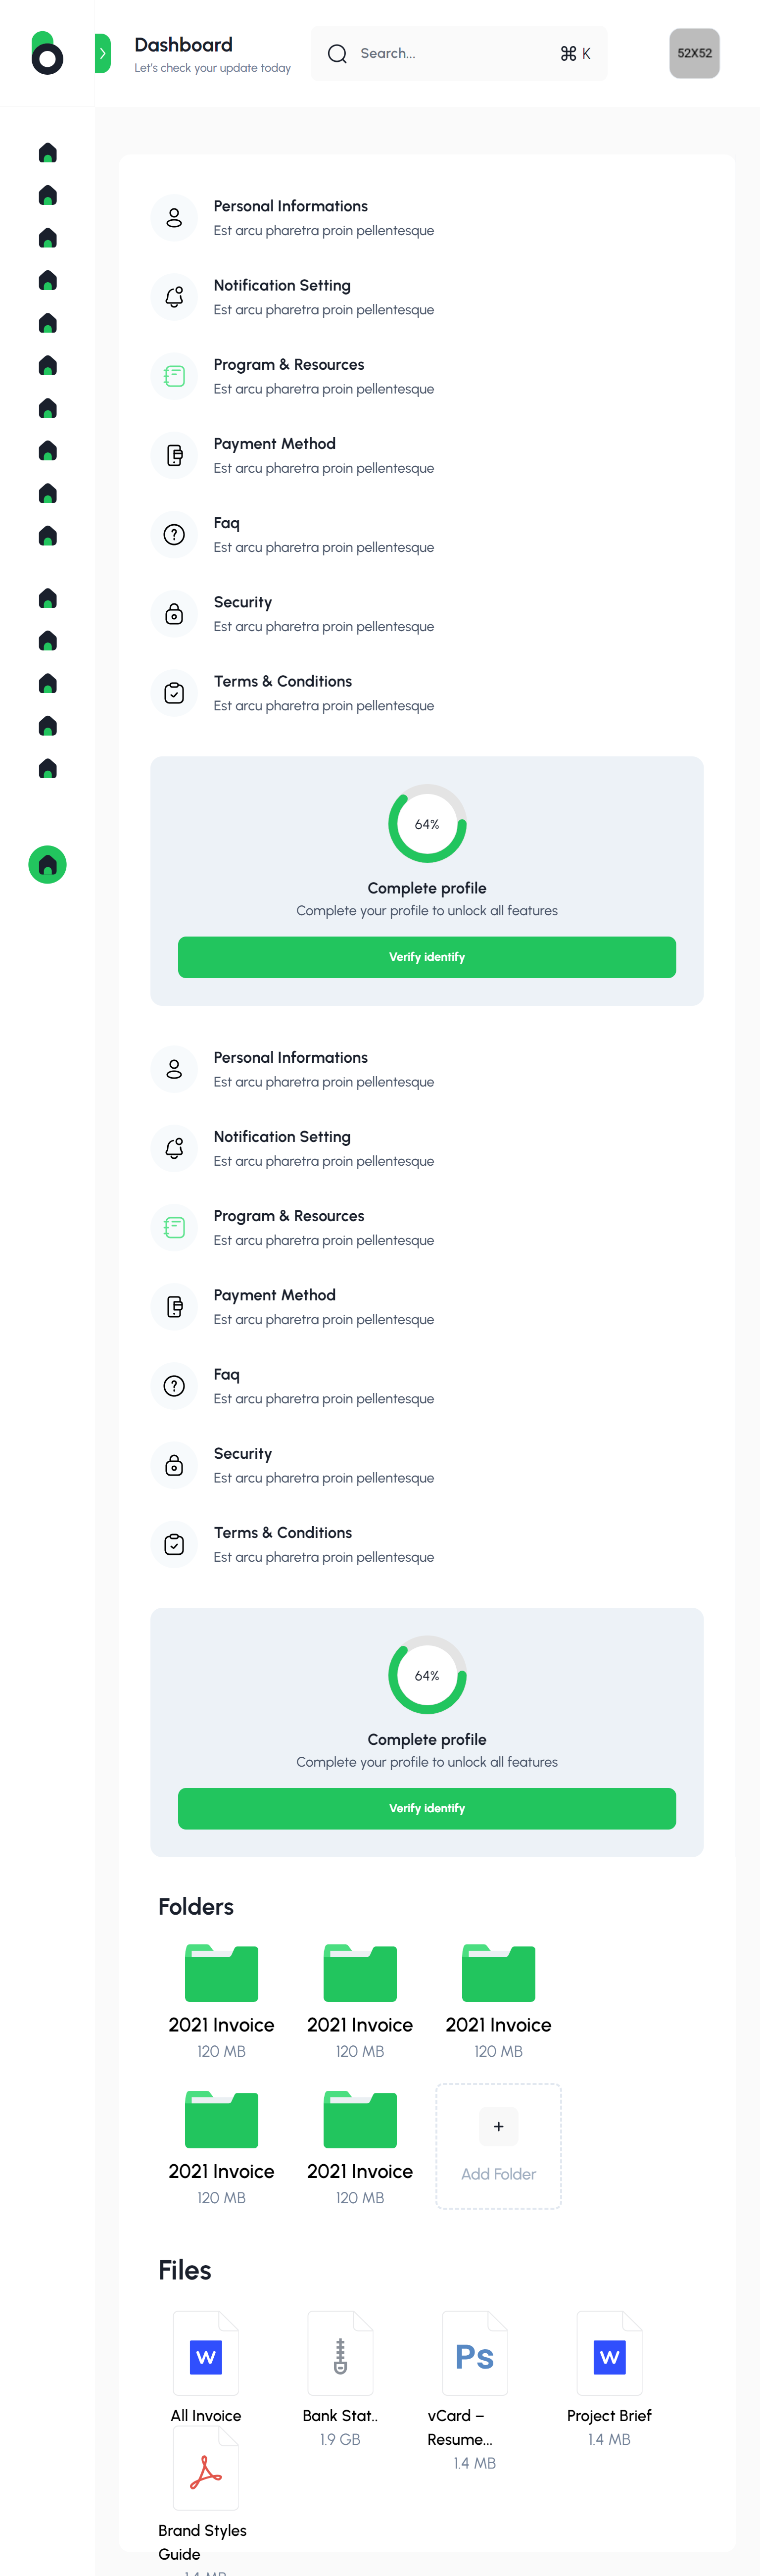 Dashboard
Let's check your update today
Search...
⌘ K
52X52
Personal Informations
Est arcu pharetra proin pellentesque
Notification Setting
Est arcu pharetra proin pellentesque
Program & Resources
Est arcu pharetra proin pellentesque
Payment Method
Est arcu pharetra proin pellentesque
Faq
Est arcu pharetra proin pellentesque
Security
Est arcu pharetra proin pellentesque
Terms & Conditions
Est arcu pharetra proin pellentesque
64%
Complete profile
Complete your profile to unlock all features
Verify identify
Personal Informations
Est arcu pharetra proin pellentesque
Notification Setting
Est arcu pharetra proin pellentesque
Program & Resources
Est arcu pharetra proin pellentesque
Payment Method
Est arcu pharetra proin pellentesque
Faq
Est arcu pharetra proin pellentesque
Security
Est arcu pharetra proin pellentesque
Terms & Conditions
Est arcu pharetra proin pellentesque
64%
Complete profile
Complete your profile to unlock all features
Verify identify
Folders
2021 Invoice
120 MB
2021 Invoice
120 MB
2021 Invoice
120 MB
2021 Invoice
120 MB
2021 Invoice
120 MB
+
Add Folder
Files
W
All Invoice
Bank Stat..
1.9 GB
Ps
vCard –
Resume...
1.4 MB
W
Project Brief
1.4 MB
Brand Styles
Guide